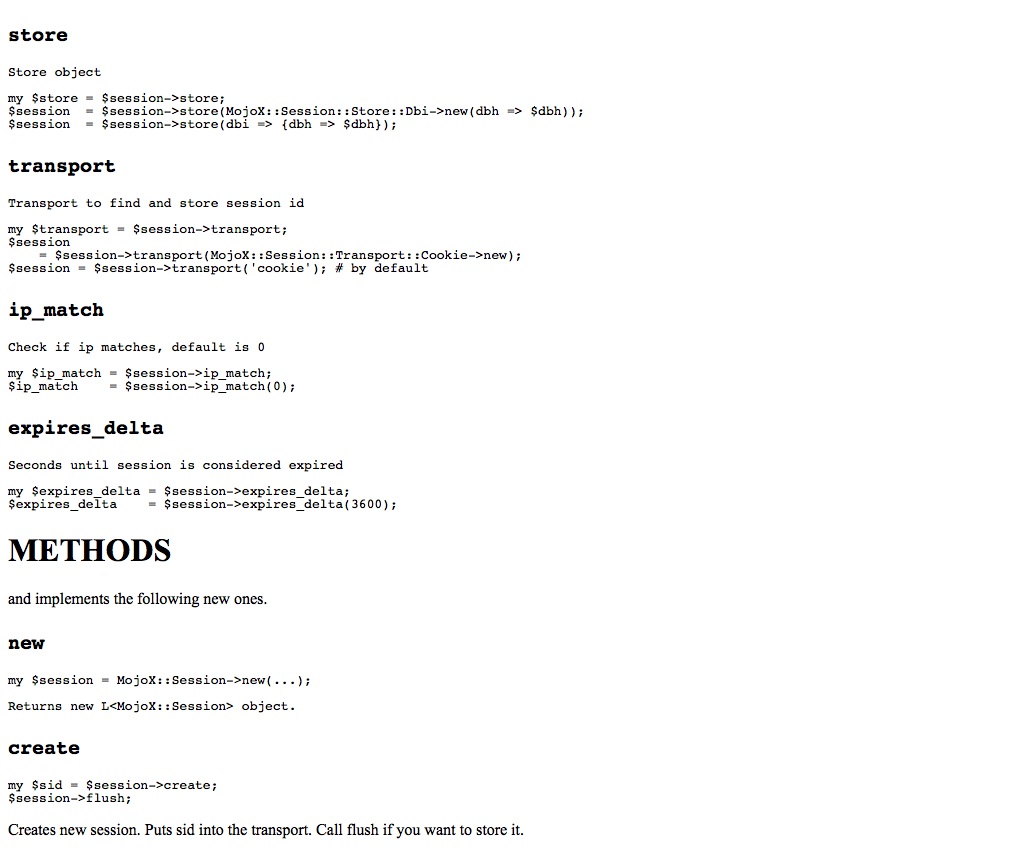 store
Store object
my $store = $session->store;
$session  = $session->store(MojoX::Session::Store::Dbi->new(dbh => $dbh));
$session  = $session->store(dbi => {dbh => $dbh});
transport
Transport to find and store session id
my $transport = $session->transport;
$session
    = $session->transport(MojoX::Session::Transport::Cookie->new);
$session = $session->transport('cookie'); # by default
ip_match
Check if ip matches, default is 0
my $ip_match = $session->ip_match;
$ip_match    = $session->ip_match(0);
expires_delta
Seconds until session is considered expired
my $expires_delta = $session->expires_delta;
$expires_delta    = $session->expires_delta(3600);
METHODS
and implements the following new ones.
new
my $session = MojoX::Session->new(...);
Returns new L<MojoX::Session> object.
create
my $sid = $session->create;
$session->flush;
Creates new session. Puts sid into the transport. Call flush if you want to store it.